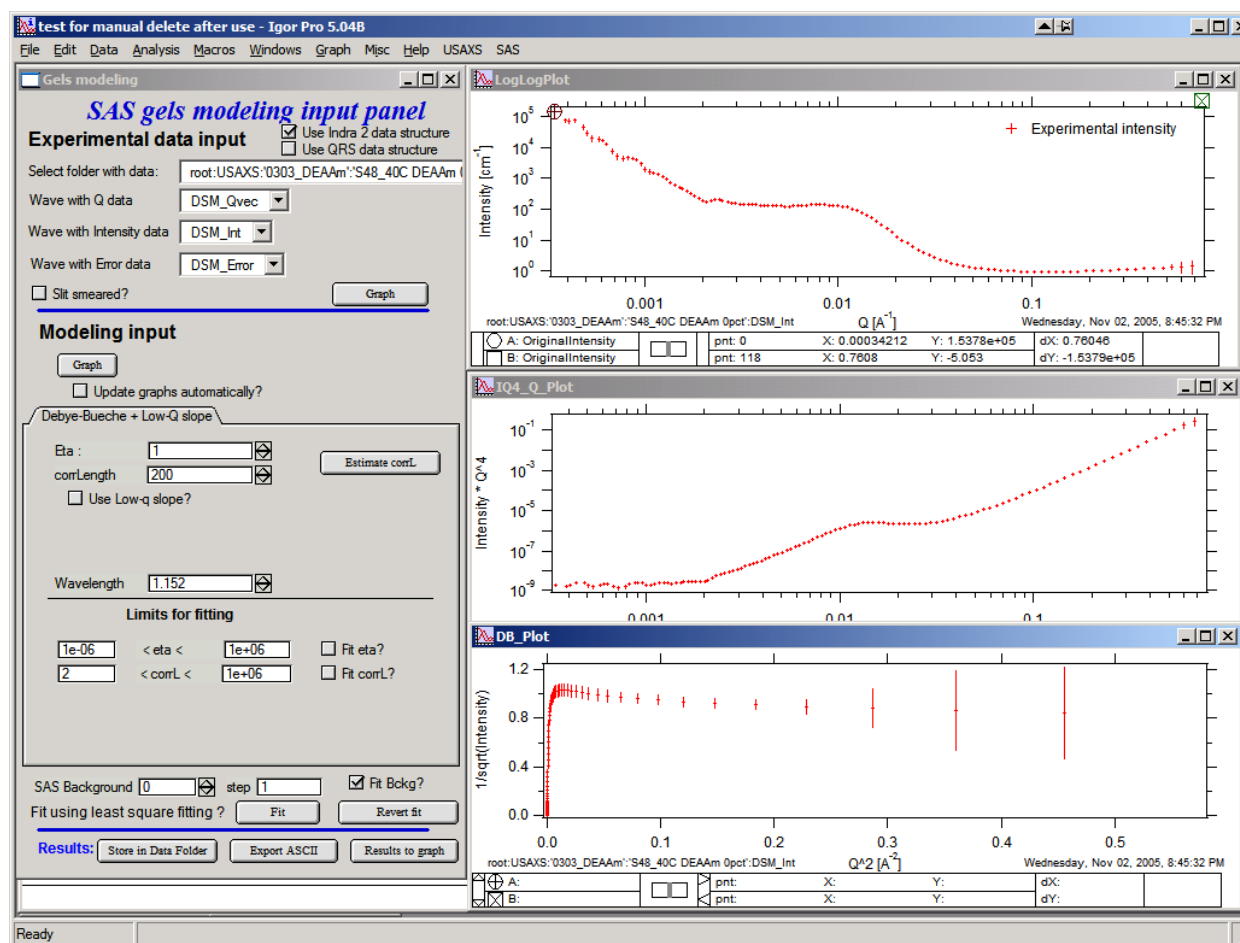 test for manual delete after use - Igor Pro 5.04B
File Edit Data Analysis Macros Windows Graph Misc Help USAXS SAS
Gels modeling
SAS gels modeling input panel
Experimental data input
Use Indra 2 data structure
Use QRS data structure
Select folder with data: root:USAXS:'0303_DEAAm':'S48_40C DEAAm
Wave with Q data DSM_Qvec
Wave with Intensity data DSM_Int
Wave with Error data DSM_Error
Slit smeared? Graph
Modeling input
Graph
Update graphs automatically?
Debye-Bueche + Low-Q slope
Eta : 1
Estimate corrL
corrLength 200
Use Low-q slope?
Wavelength 1.152
Limits for fitting
1e-06 < eta < 1e+06 Fit eta?
2 < corrL < 1e+06 Fit corrL?
SAS Background 0 step 1 Fit Bckg?
Fit using least square fitting ? Fit Revert fit
Results: Store in Data Folder Export ASCII Results to graph
Ready
LogLogPlot
Experimental intensity
Intensity [cm-1]
10^5
10^4
10^3
10^2
10^1
10^0
0.001 0.01 0.1
root:USAXS:'0303_DEAAm':'S48_40C DEAAm 0pct':DSM_Int Q [A-1] Wednesday, Nov 02, 2005, 8:45:32 PM
A: OriginalIntensity pnt: 0 X: 0.00034212 Y: 1.5378e+05 dX: 0.76046
B: OriginalIntensity pnt: 118 X: 0.7608 Y: -5.053 dY: -1.5379e+05
IQ4_Q_Plot
Intensity * Q^4
10^-1
10^-3
10^-5
10^-7
10^-9
0.001 0.01 0.1
DB_Plot
1/sqrt(Intensity)
1.2
0.8
0.4
0.0
0.0 0.1 0.2 0.3 0.4 0.5
root:USAXS:'0303_DEAAm':'S48_40C DEAAm 0pct':DSM_Int Q^2 [A-2] Wednesday, Nov 02, 2005, 8:45:32 PM
A: pnt: X: Y: dX:
B: pnt: X: Y: dY: